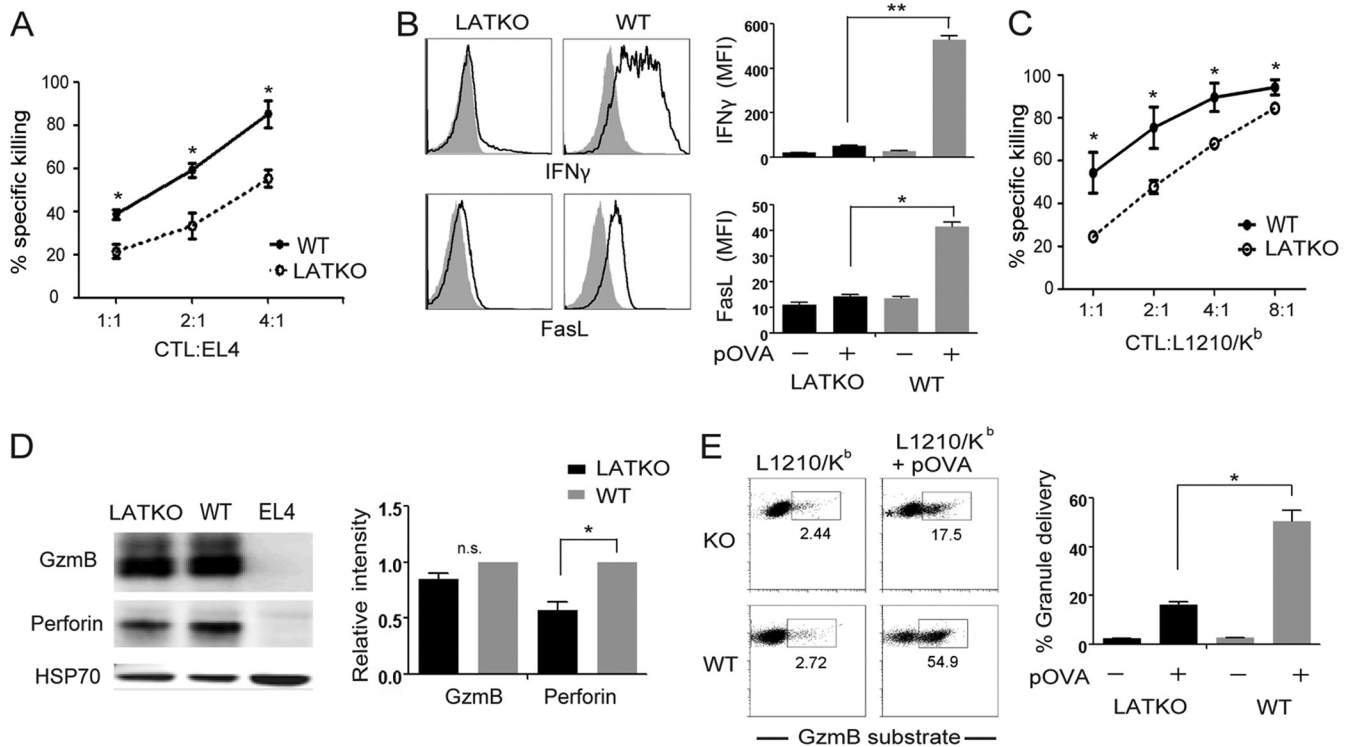 A
% specific killing
100
80
60
40
20
0
* * *
WT
LATKO
1:1 2:1 4:1
CTL:EL4
B
LATKO WT
IFNγ
FasL
IFNγ (MFI)
600
400
200
0
**
FasL (MFI)
50
40
30
20
10
0
*
pOVA − + − +
LATKO WT
C
% specific killing
100
80
60
40
20
0
* * * *
WT
LATKO
1:1 2:1 4:1 8:1
CTL:L1210/Kᵇ
D
LATKO WT EL4
GzmB
Perforin
HSP70
LATKO
WT
Relative intensity
1.5
1.0
0.5
0.0
n.s. *
GzmB Perforin
E
L1210/Kᵇ
L1210/Kᵇ
+ pOVA
KO
2.44
*
17.5
WT
2.72
54.9
GzmB substrate
% Granule delivery
60
40
20
0
*
pOVA − + − +
LATKO WT